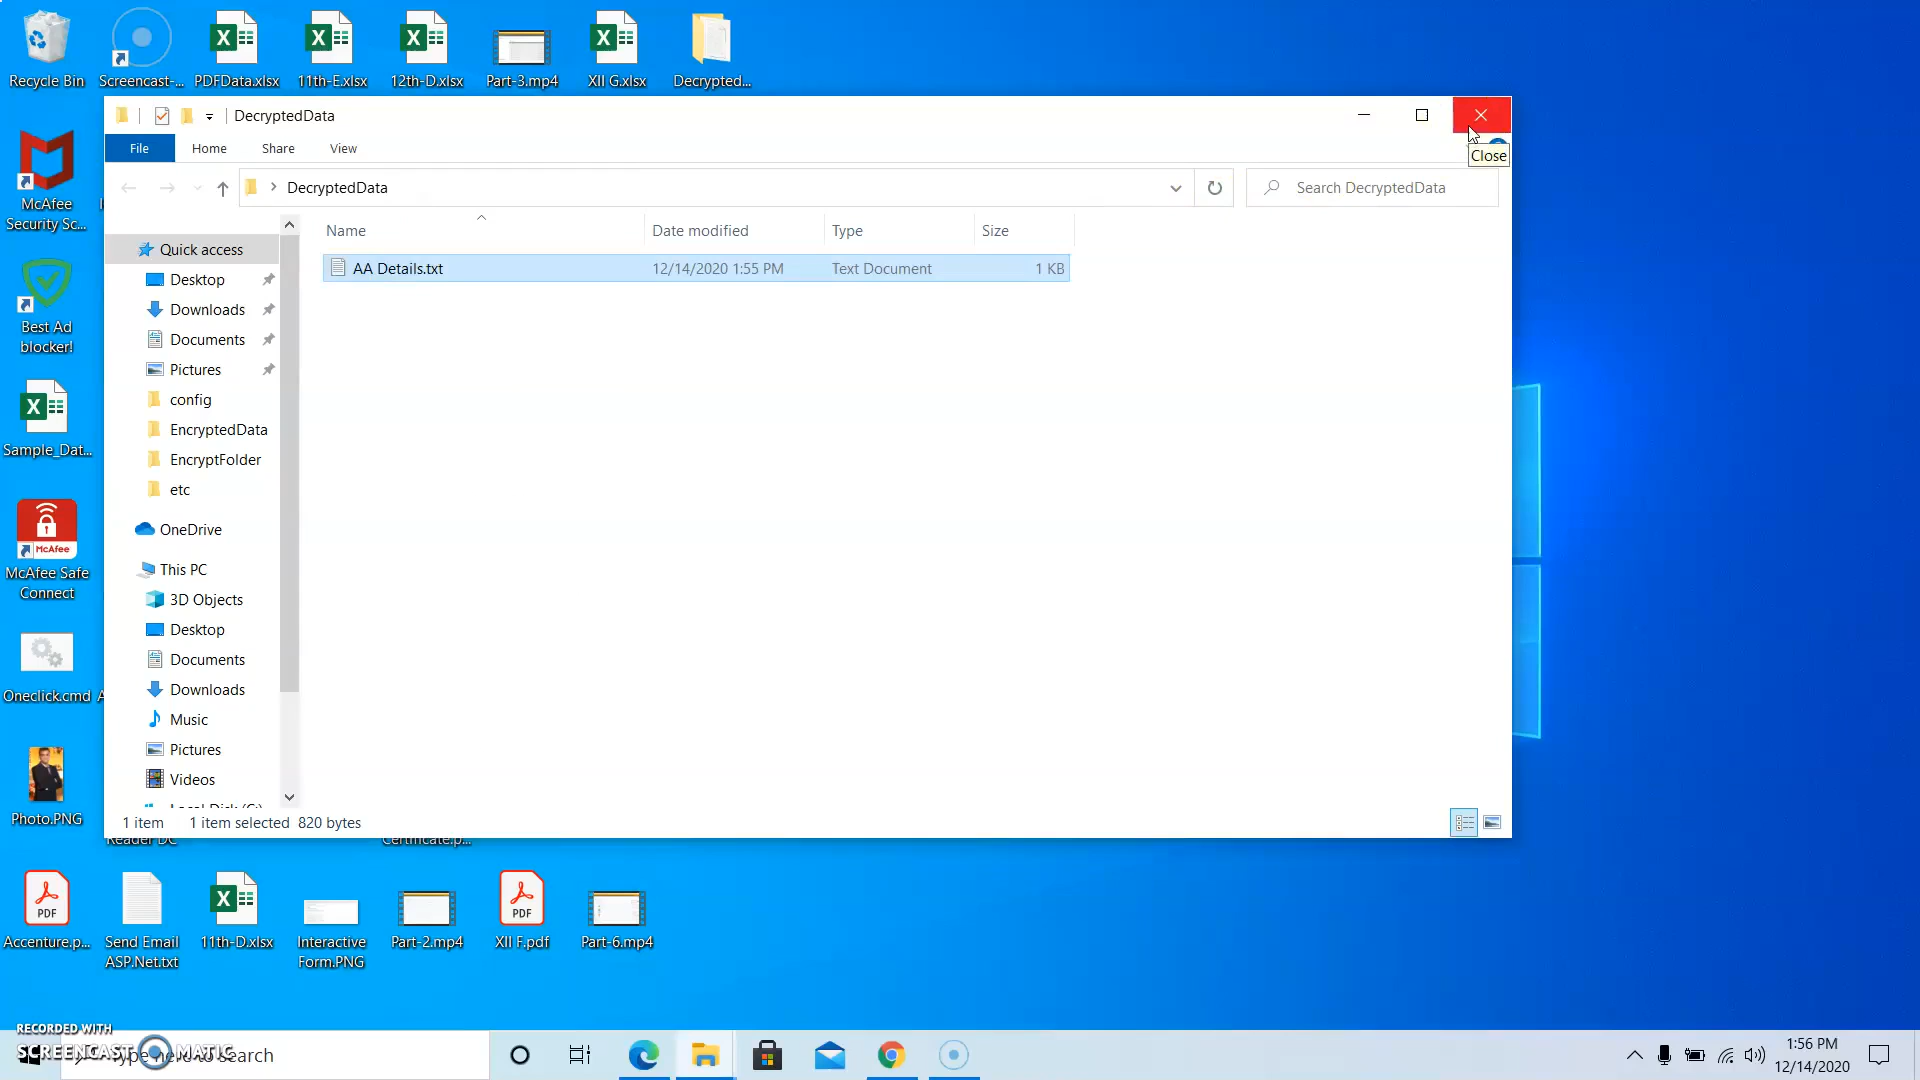 Recycle Bin
Screencast-...
PDFData.xlsx
11th-E.xlsx
12th-D.xlsx
Part-3.mp4
XII G.xlsx
Decrypted...
DecryptedData
Close
File
Home
Share
View
DecryptedData
Search DecryptedData
Name
Date modified
Type
Size
AA Details.txt
12/14/2020 1:55 PM
Text Document
1 KB
Quick access
Desktop
Downloads
Documents
Pictures
config
EncryptedData
EncryptFolder
etc
OneDrive
This PC
3D Objects
Desktop
Documents
Downloads
Music
Pictures
Videos
Local Disk (C:)
1 item
1 item selected
820 bytes
McAfee
Security Sc...
Best Ad
blocker!
Sample_Dat...
McAfee
McAfee Safe
Connect
Oneclick.cmd
Photo.PNG
Reader DC
Certificate.p...
PDF
Accenture.p...
Send Email
ASP.Net.txt
11th-D.xlsx
Interactive
Form.PNG
Part-2.mp4
PDF
XII F.pdf
Part-6.mp4
RECORDED WITH
SCREENCAST MATIC
Type here to search
1:56 PM
12/14/2020